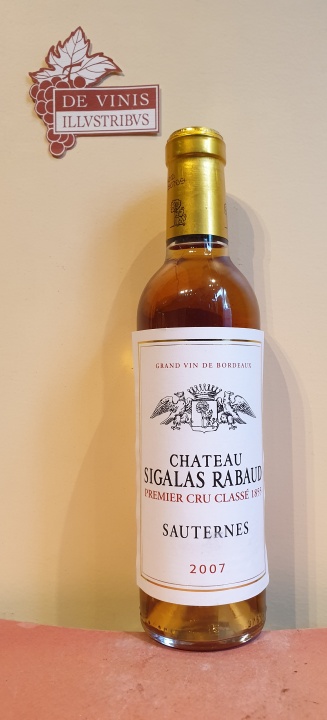 DE VINIS
ILLVSTRIBVS
GRAND VIN DE BORDEAUX
CHATEAU
SIGALAS RABAUD
PREMIER CRU CLASSÉ 1855
SAUTERNES
2007